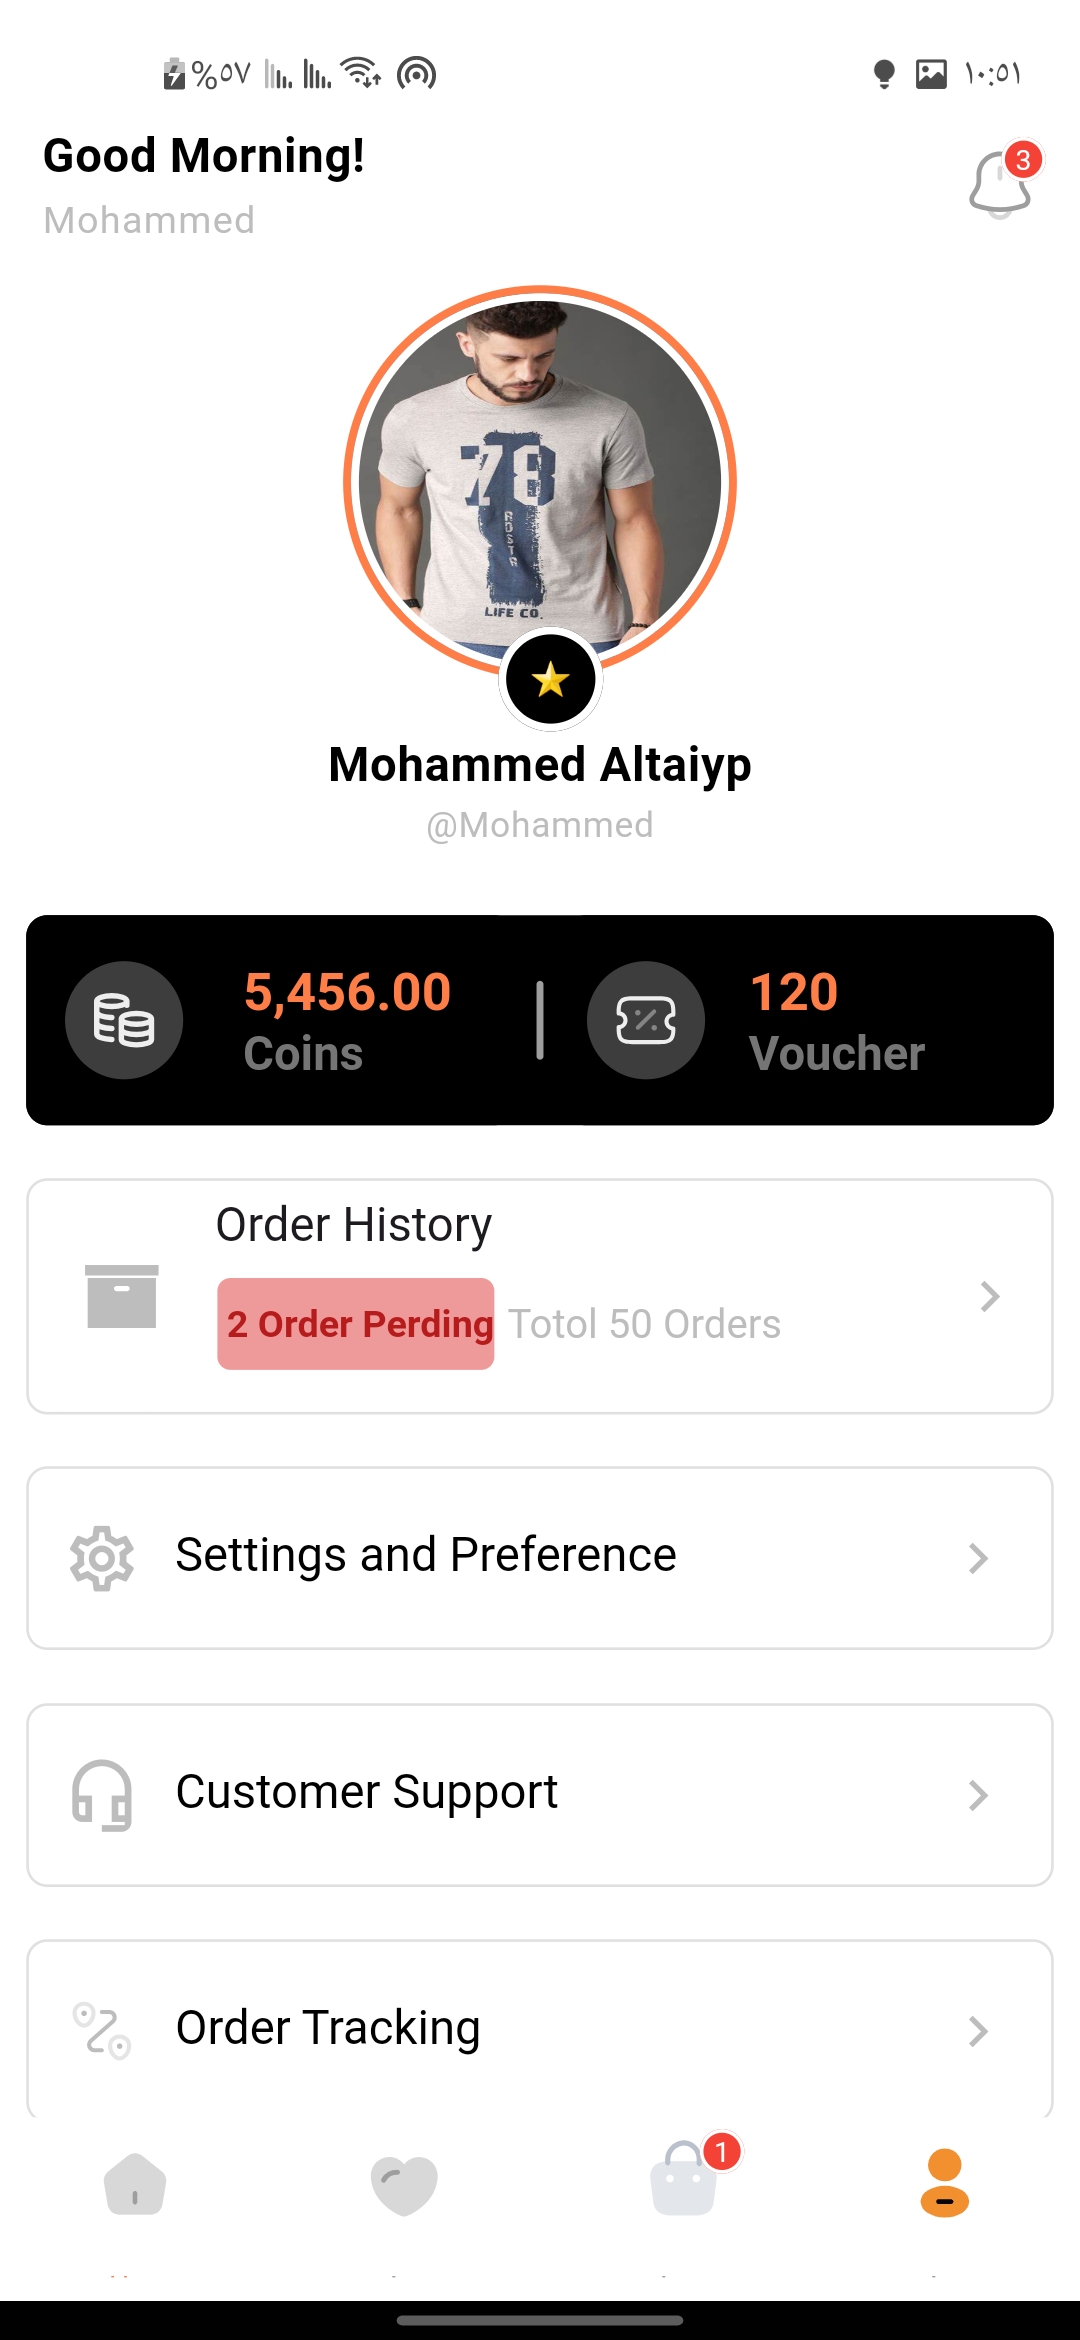 %٥٧
١٠:٥١
Good Morning!
3
Mohammed
78
RDSTR
LIFE CO.
Mohammed Altaiyp
@Mohammed
5,456.00
Coins
120
Voucher
Order History
2 Order Perding
Totol 50 Orders
Settings and Preference
Customer Support
Order Tracking
1